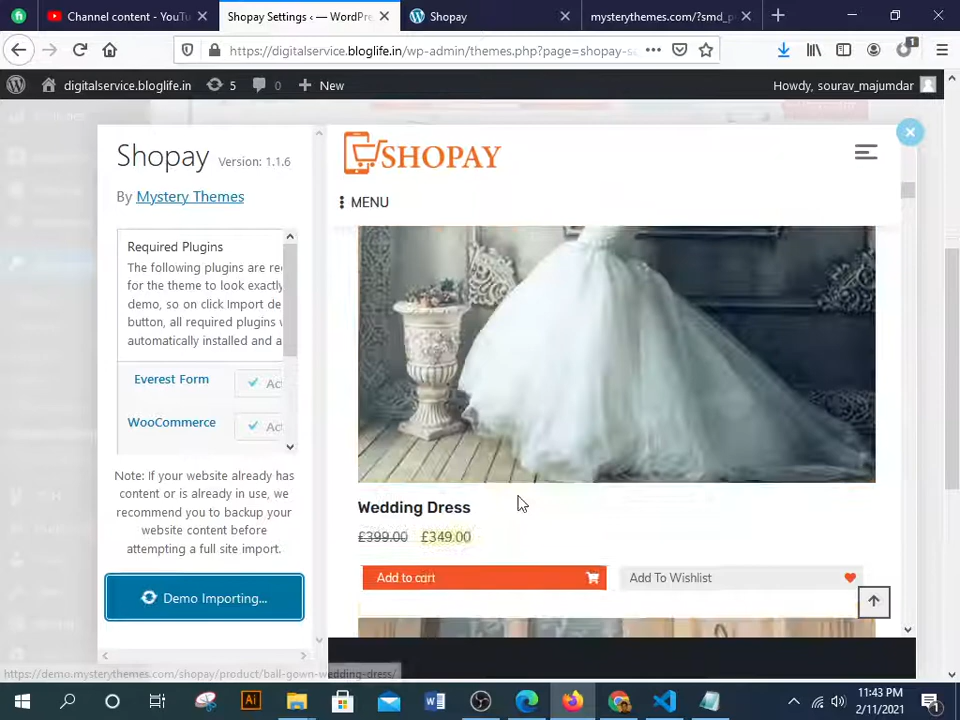 Channel content - YouTu
Shopay Settings ‹ — WordPre
Shopay
mysterythemes.com/?smd_p
https://digitalservice.bloglife.in/wp-admin/themes.php?page=shopay-s
1
digitalservice.bloglife.in
5
0
New
Howdy, sourav_majumdar
Shopay Version: 1.1.6
By Mystery Themes
Required Plugins
The following plugins are re
for the theme to look exactly
demo, so on click Import de
button, all required plugins
automatically installed and a
Everest Form
Ac
WooCommerce
Act
Note: If your website already has
content or is already in use, we
recommend you to backup your
website content before
attempting a full site import.
Demo Importing...
SHOPAY
MENU
Wedding Dress
£399.00 £349.00
Add to cart
Add To Wishlist
https://demo.mysterythemes.com/shopay/product/ball-gown-wedding-dress/
11:43 PM
2/11/2021
1